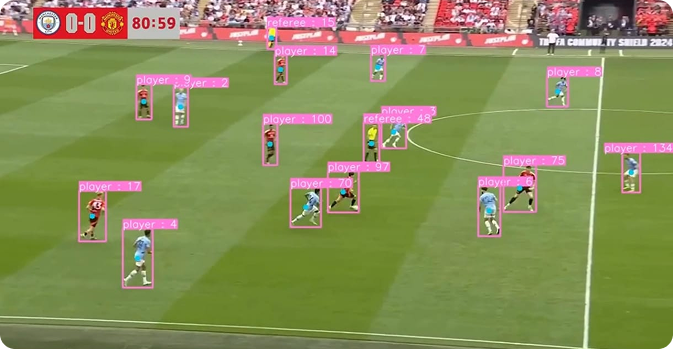 0-0 80:59
referee : 15
player : 14
player : 7
THE FA COMMUNITY SHIELD 2024
player : 8
player : 9
player : 2
player : 3
player : 100
referee : 48
player : 134
player : 97
player : 75
player : 70
player : 6
player : 17
player : 4